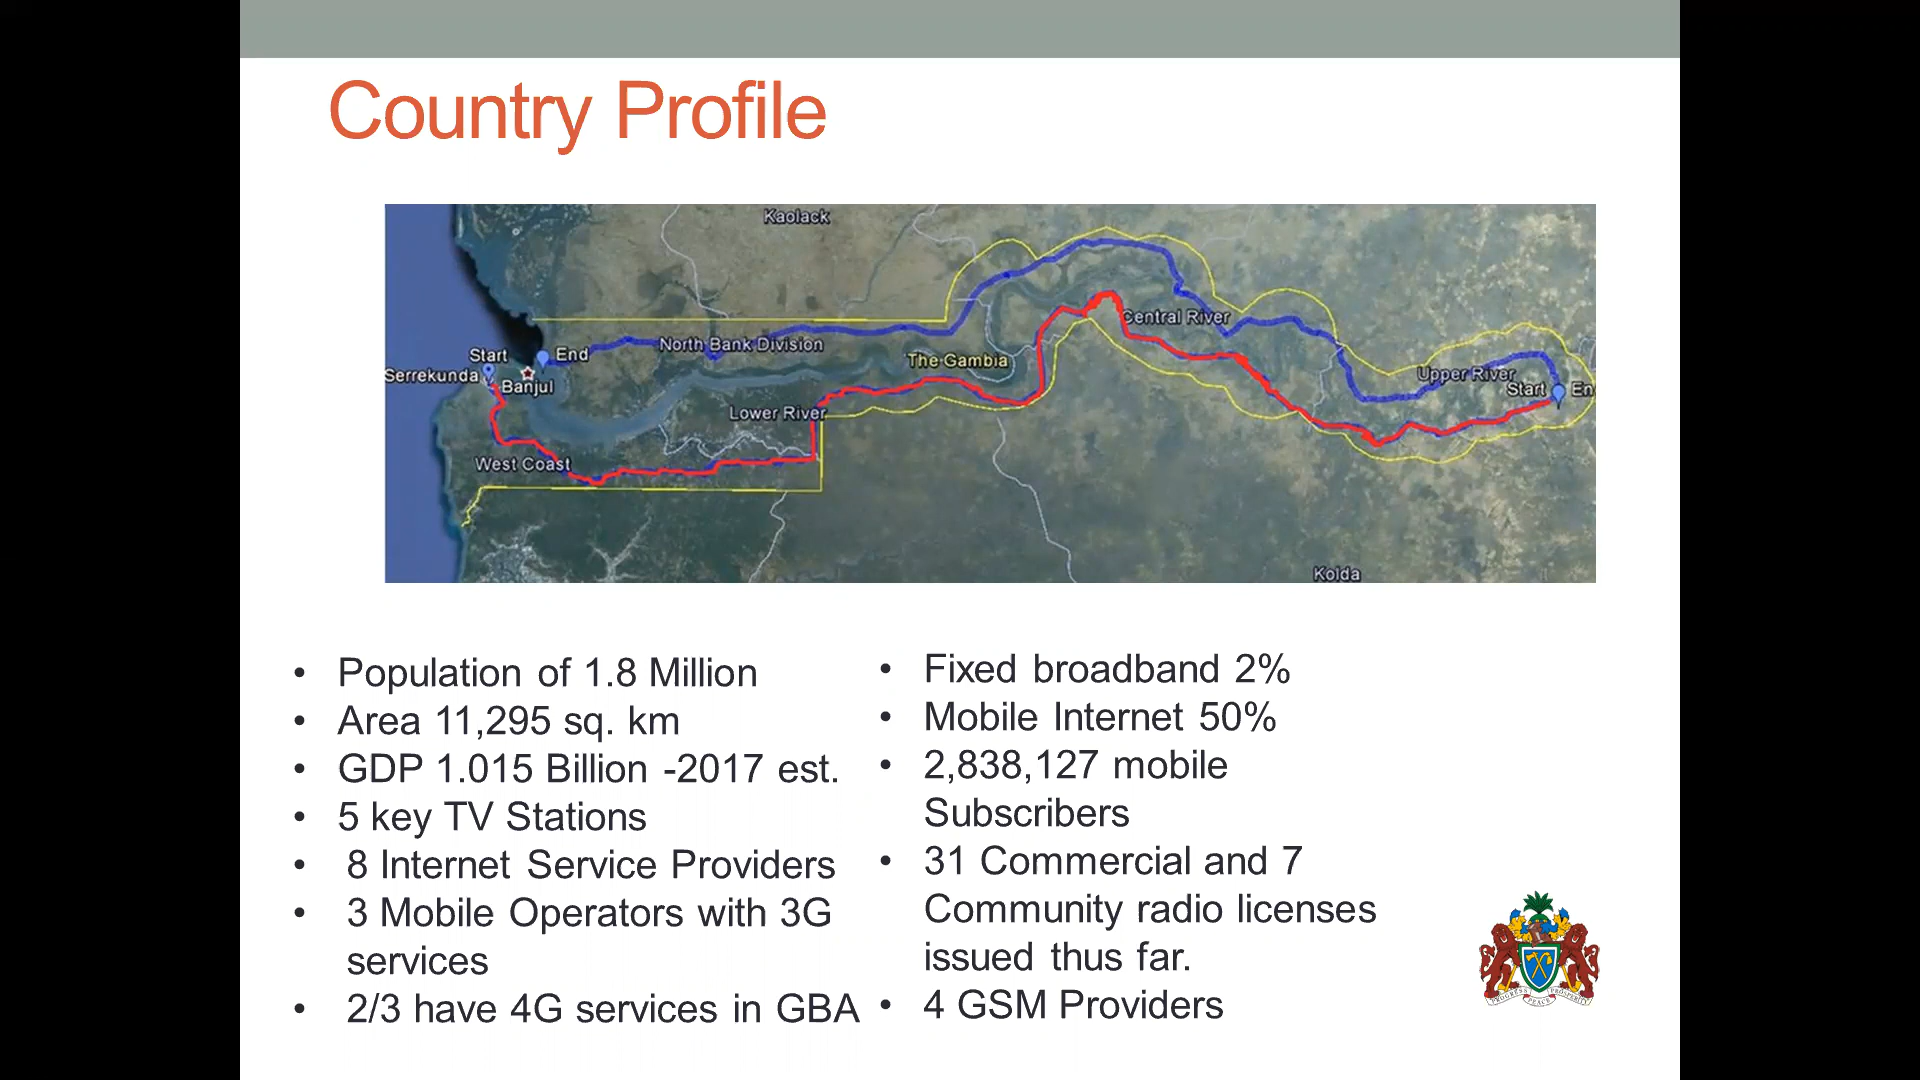 Country Profile
Kaolack
Central River
North Bank Division
Start
End
The Gambia
Serrekunda
Banjul
Upper River
Start
En
Lower River
West Coast
Kolda
• Population of 1.8 Million
• Area 11,295 sq. km
• GDP 1.015 Billion -2017 est.
• 5 key TV Stations
• 8 Internet Service Providers
• 3 Mobile Operators with 3G
services
• 2/3 have 4G services in GBA
• Fixed broadband 2%
• Mobile Internet 50%
• 2,838,127 mobile
Subscribers
• 31 Commercial and 7
Community radio licenses
issued thus far.
• 4 GSM Providers
PROGRESS
PEACE
PROSPERITY